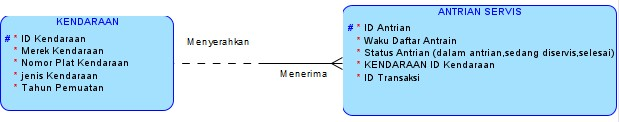 KENDARAAN
# * ID Kendaraan
* Merek Kendaraan
* Nomor Plat Kendaraan
* jenis Kendaraan
* Tahun Pemuatan
Menyerahkan
Menerima
ANTRIAN SERVIS
# * ID Antrian
* Waku Daftar Antrain
* Status Antrian (dalam antrian,sedang diservis,selesai)
* KENDARAAN ID Kendaraan
* ID Transaksi